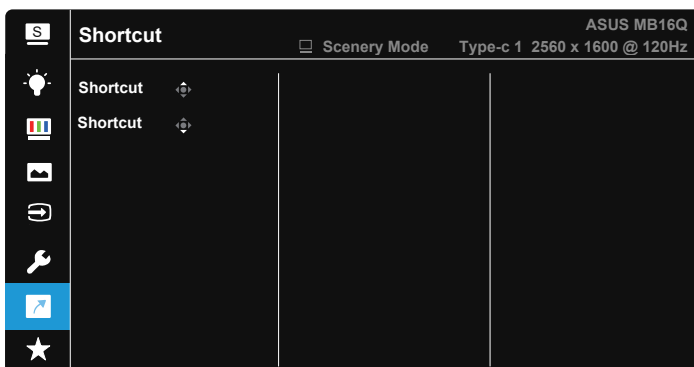 S
Shortcut
ASUS MB16Q
Scenery Mode Type-c 1 2560 x 1600 @ 120Hz
Shortcut
Shortcut